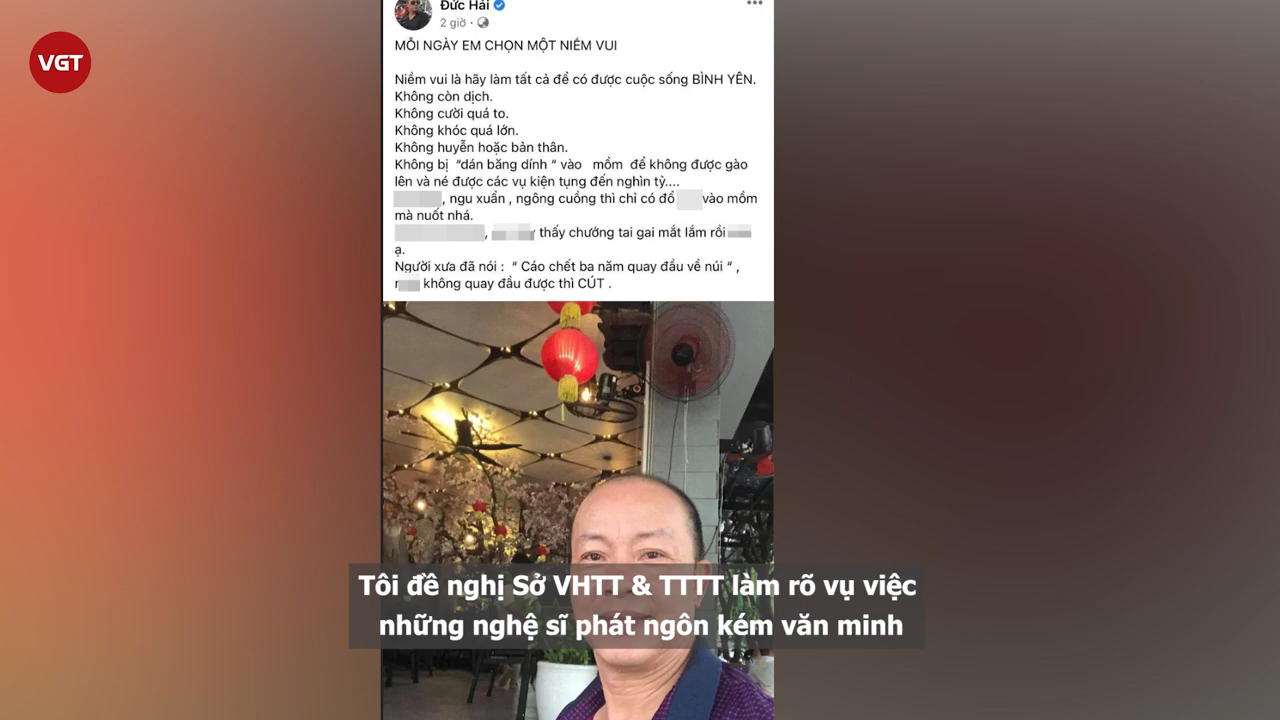 VGT
Đức Hải
2 giờ ·
MỖI NGÀY EM CHỌN MỘT NIỀM VUI
Niềm vui là hãy làm tất cả để có được cuộc sống BÌNH YÊN.
Không còn dịch.
Không cười quá to.
Không khóc quá lớn.
Không huyễn hoặc bản thân.
Không bị “dán băng dính “ vào mồm để không được gào
lên và né được các vụ kiện tụng đến nghìn tỷ....
, ngu xuẩn , ngông cuồng thì chỉ có đổ vào mồm
mà nuốt nhá.
, thấy chướng tai gai mắt lắm rồi
ạ.
Người xưa đã nói : “ Cáo chết ba năm quay đầu về núi “ ,
không quay đầu được thì CÚT .
Tôi đề nghị Sở VHTT & TTTT làm rõ vụ việc
những nghệ sĩ phát ngôn kém văn minh